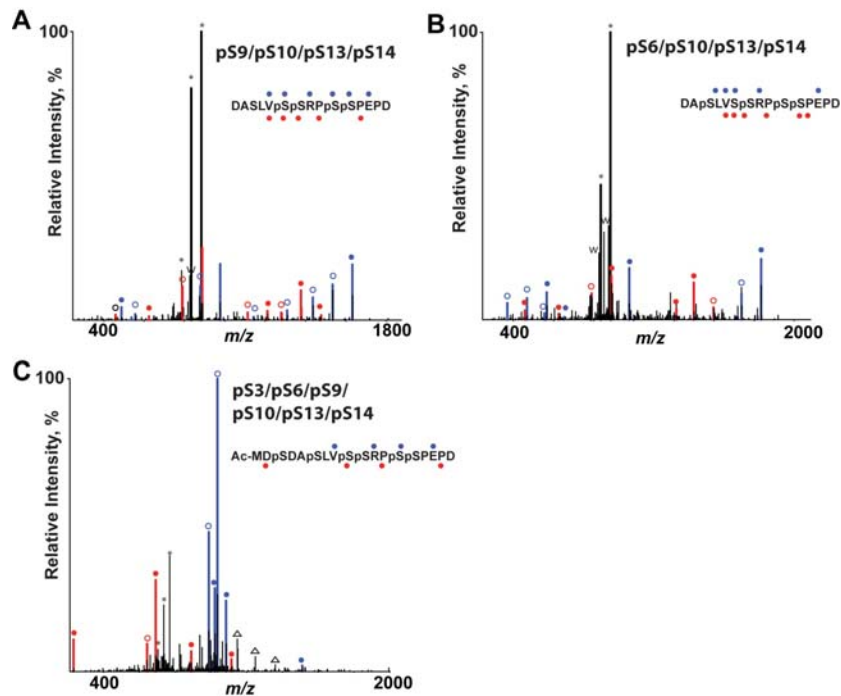 A
100
Relative Intensity, %
pS9/pS10/pS13/pS14
DASLVpSpSRPpSpSPEPD
w
400
m/z
1800
B
100
Relative Intensity, %
pS6/pS10/pS13/pS14
DApSLVSpSRPpSpSPEPD
w
w
400
m/z
2000
C
100
Relative Intensity, %
pS3/pS6/pS9/
pS10/pS13/pS14
Ac-MDpSDApSLVpSpSRPpSpSPEPD
400
m/z
2000